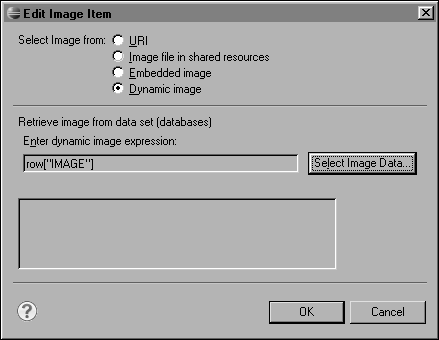 Edit Image Item
Select Image from: URI
Image file in shared resources
Embedded image
Dynamic image
Retrieve image from data set (databases)
Enter dynamic image expression:
row["IMAGE"]
Select Image Data...
?
OK
Cancel